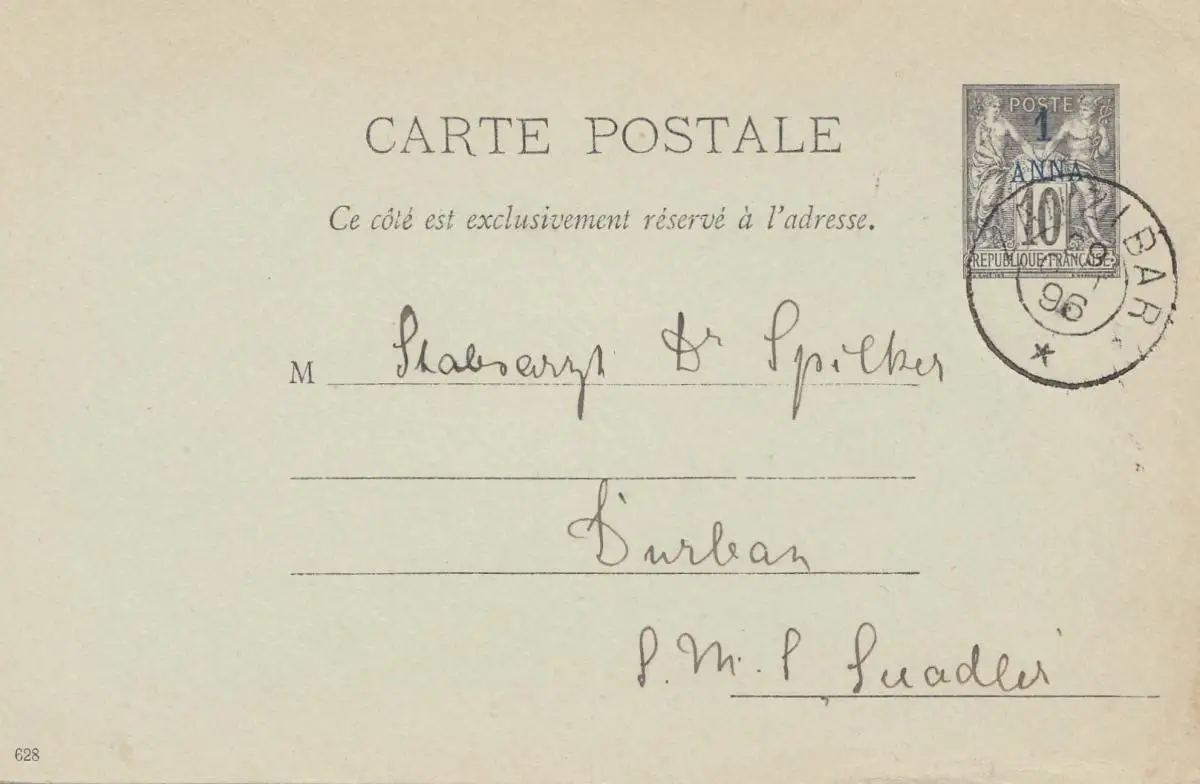 CARTE POSTALE
Ce côté est exclusivement réservé à l'adresse.
POSTE
1
ANNA
10
REPUBLIQUE FRANÇAISE
96
M Stabsarzt Dr Spilker
Durban
S. M. S Seeadler
628